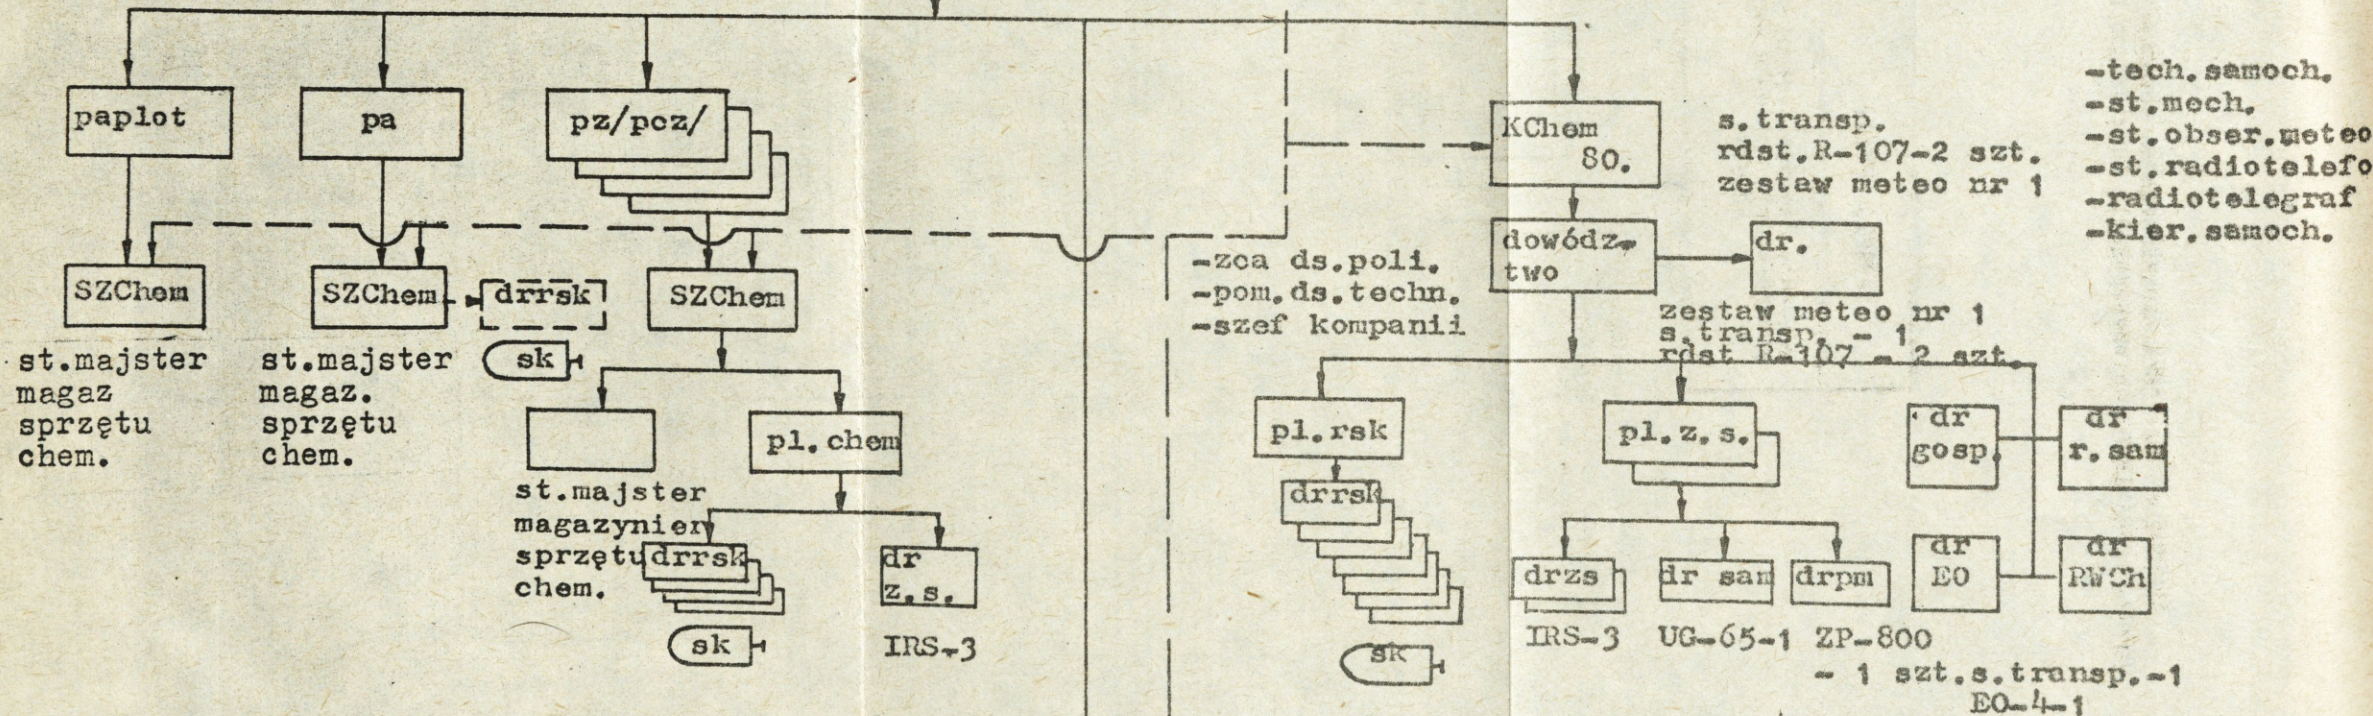 paplot
pa
pz/pcz/
KChem
80.
s.transp.
rdst.R-107-2 szt.
zestaw meteo nr 1
-tech.samoch.
-st.mech.
-st.obser.meteo
-st.radiotelefo
-radiotelegraf
-kier.samoch.
SZChem
SZChem
drrsk
SZChem
sk
st.majster
magaz
sprzętu
chem.
st.majster
magaz.
sprzętu
chem.
-zca ds.poli.
-pom.ds.techn.
-szef kompanii
dowódz-
two
dr.
zestaw meteo nr 1
s.transp. - 1
rdst R-107 - 2 szt.
pl.chem
st.majster
magazynier
sprzętu
chem.
drrsk
sk
dr
z.s.
IRS-3
pl.rsk
drrsk
sk
pl.z.s.
drzs
IRS-3
dr sam
UG-65-1
drpm
ZP-800
- 1 szt.s.transp.-1
EO-4-1
dr
gosp.
dr
r.sam
dr
EO
dr
RWCh